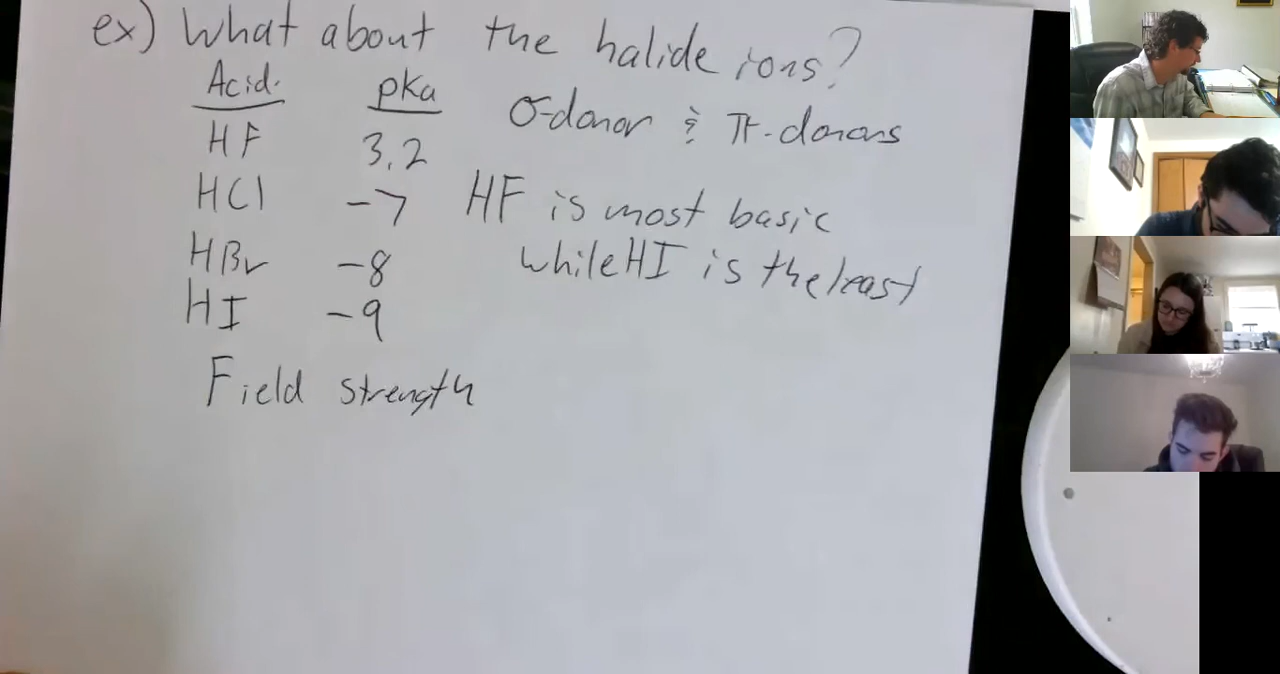 ex) What about the halide ions?
Acid. pKa
σ-donor & π-donors
HF 3.2
HCl -7
HF is most basic
HBr -8
while HI is the least
HI -9
Field strength